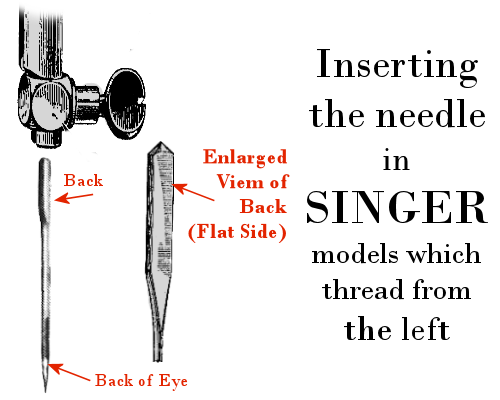 Inserting
the needle
in
SINGER
models which
thread from
the left
Back
Enlarged
Viem of
Back
(Flat Side)
Back of Eye